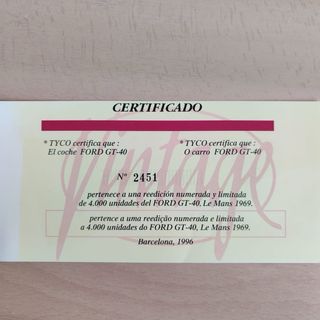 CERTIFICADO
* TYCO certifica que :
El coche FORD GT-40
* TYCO certifica que :
O carro FORD GT-40
Vintage
Nº 2451
pertenece a una reedición numerada y limitada
de 4.000 unidades del FORD GT-40, Le Mans 1969.
pertence a uma reedição numerada e limitada
a 4.000 unidades do FORD GT-40, Le Mans 1969.
Barcelona, 1996